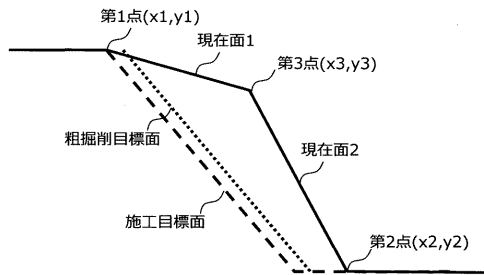 第1点(x1,y1)
現在面1
第3点(x3,y3)
粗掘削目標面
現在面2
施工目標面
第2点(x2,y2)